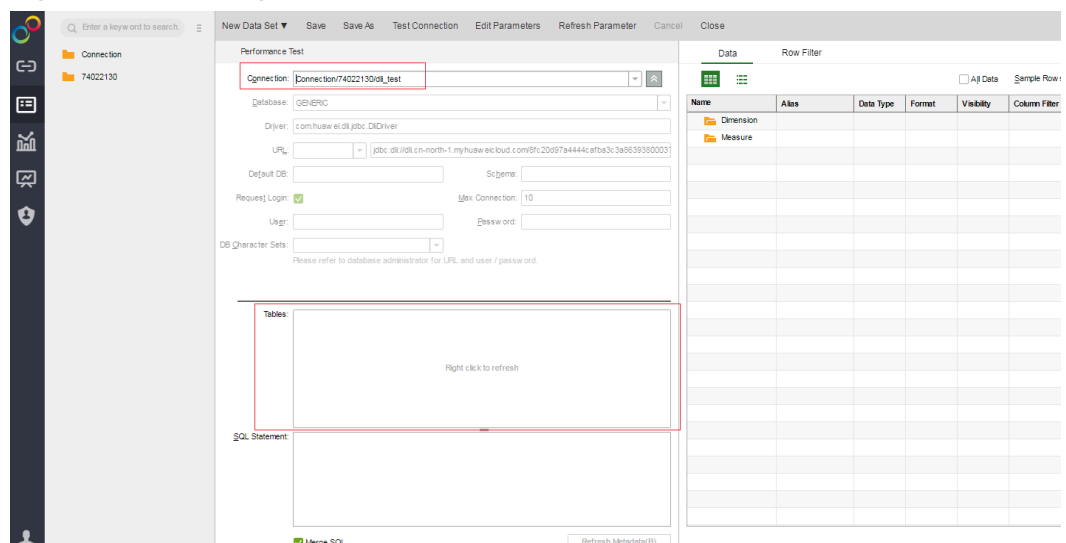 Enter a keyword to search.
New Data Set ▼ Save Save As Test Connection Edit Parameters Refresh Parameter Cancel Close
Connection
74022130
Performance Test
Connection: Connection/74022130/dli_test
Database: GENERIC
Driver: com.huawei.dli.jdbc.DliDriver
URL: jdbc:dli://dli.cn-north-1.myhuaweicloud.com/
Default DB: Schema:
Request Login: Max Connection: 10
User: Password:
DB Character Sets:
Please refer to database administrator for URL and user / password.
Tables:
Right click to refresh
SQL Statement:
Merge SQL Refresh Metadata(B)
Data Row Filter
All Data Sample Rows
Name Alias Data Type Format Visibility Column Filter
Dimension
Measure